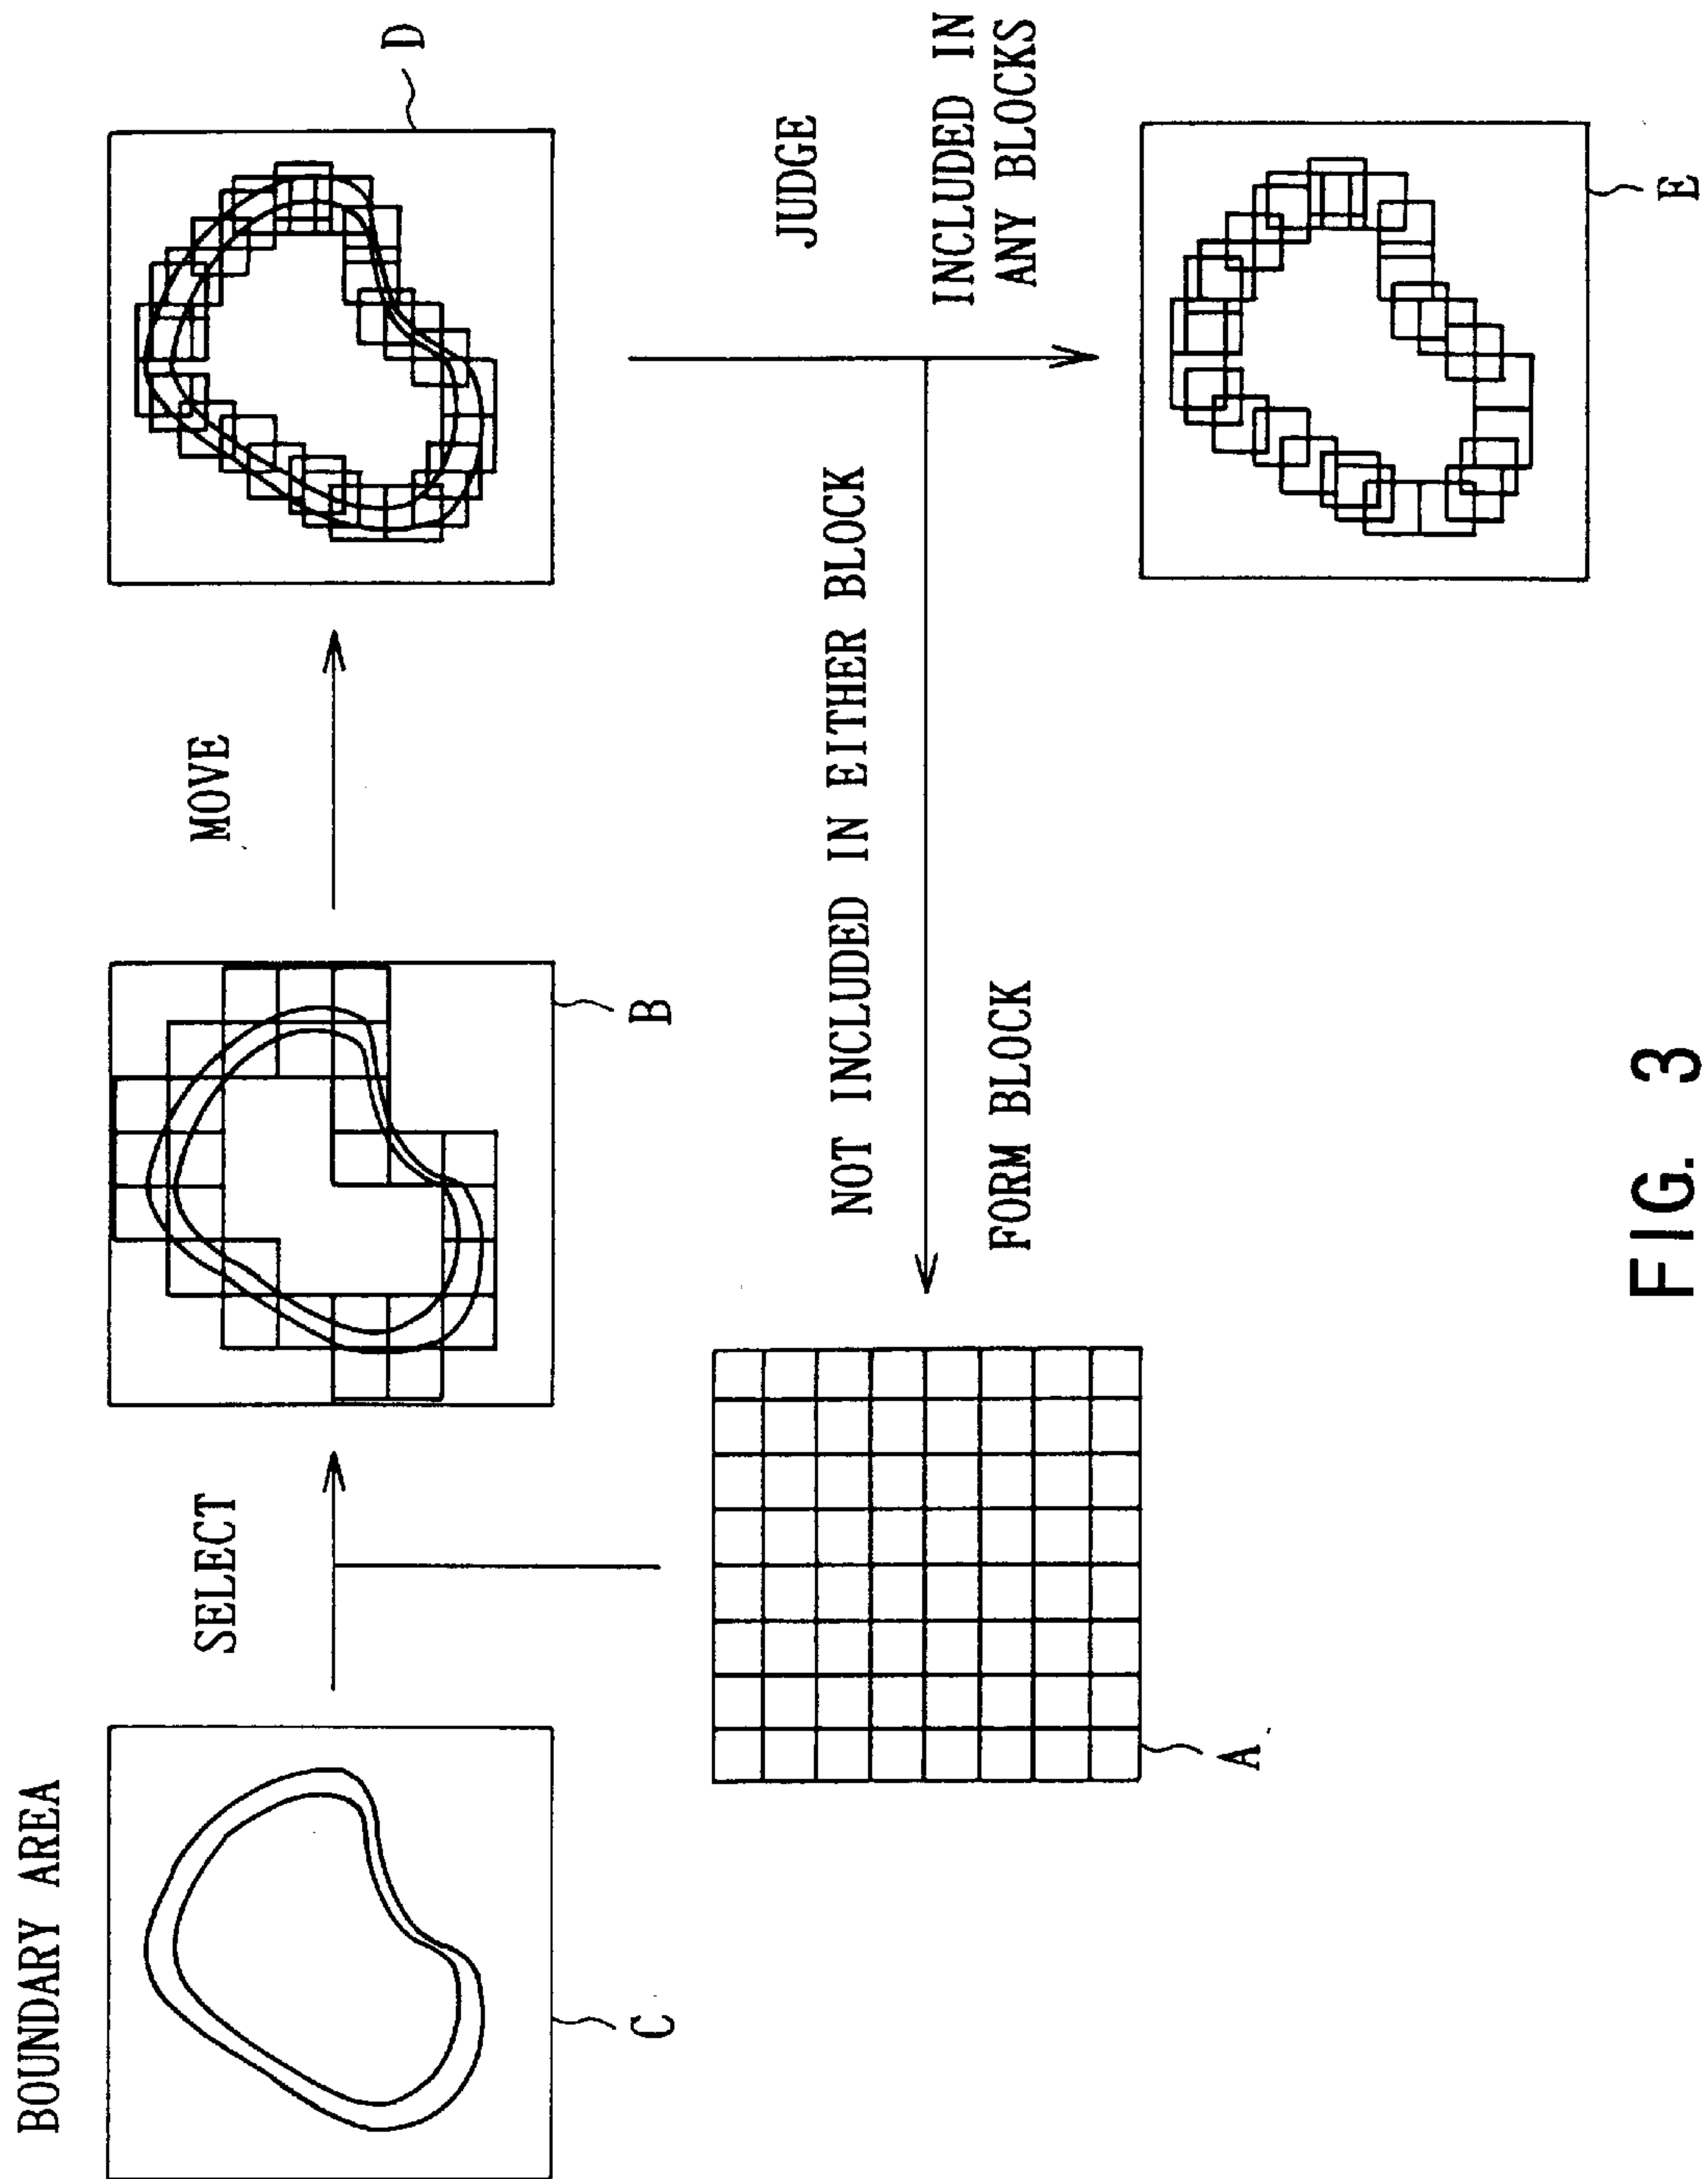 BOUNDARY AREA
SELECT
MOVE
C
B
D
JUDGE
NOT INCLUDED IN EITHER BLOCK
INCLUDED IN
ANY BLOCKS
FORM BLOCK
A
E
FIG. 3